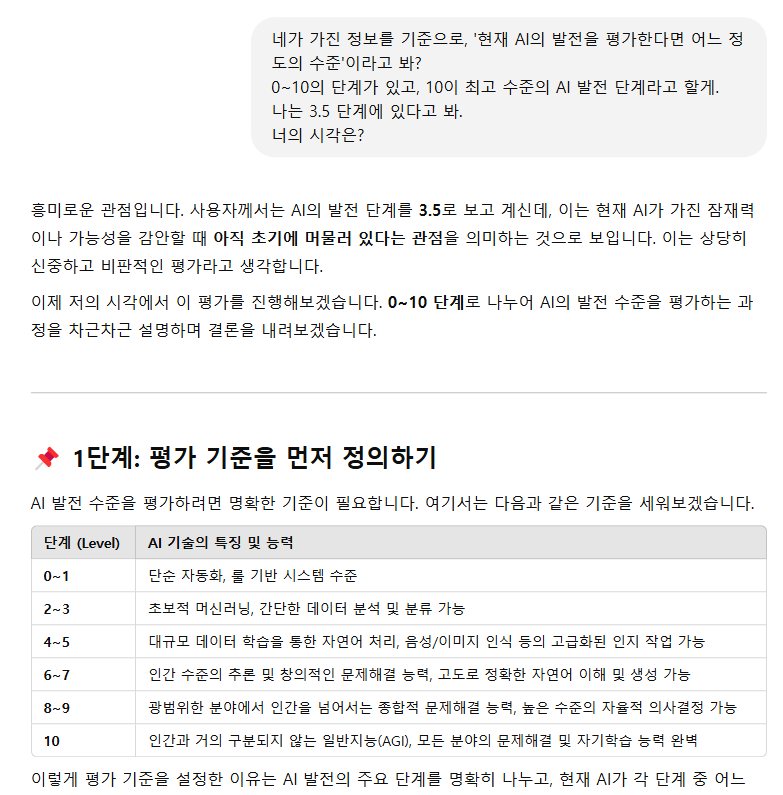 네가 가진 정보를 기준으로, '현재 AI의 발전을 평가한다면 어느 정
도의 수준'이라고 봐?
0~10의 단계가 있고, 10이 최고 수준의 AI 발전 단계라고 할게.
나는 3.5 단계에 있다고 봐.
너의 시각은?
흥미로운 관점입니다. 사용자께서는 AI의 발전 단계를 3.5로 보고 계신데, 이는 현재 AI가 가진 잠재력
이나 가능성을 감안할 때 아직 초기에 머물러 있다는 관점을 의미하는 것으로 보입니다. 이는 상당히
신중하고 비판적인 평가라고 생각합니다.
이제 저의 시각에서 이 평가를 진행해보겠습니다. 0~10 단계로 나누어 AI의 발전 수준을 평가하는 과
정을 차근차근 설명하며 결론을 내려보겠습니다.
1단계: 평가 기준을 먼저 정의하기
AI 발전 수준을 평가하려면 명확한 기준이 필요합니다. 여기서는 다음과 같은 기준을 세워보겠습니다.
단계 (Level) AI 기술의 특징 및 능력
0~1 단순 자동화, 룰 기반 시스템 수준
2~3 초보적 머신러닝, 간단한 데이터 분석 및 분류 가능
4~5 대규모 데이터 학습을 통한 자연어 처리, 음성/이미지 인식 등의 고급화된 인지 작업 가능
6~7 인간 수준의 추론 및 창의적인 문제해결 능력, 고도로 정확한 자연어 이해 및 생성 가능
8~9 광범위한 분야에서 인간을 넘어서는 종합적 문제해결 능력, 높은 수준의 자율적 의사결정 가능
10 인간과 거의 구분되지 않는 일반지능(AGI), 모든 분야의 문제해결 및 자기학습 능력 완벽
이렇게 평가 기준을 설정한 이유는 AI 발전의 주요 단계를 명확히 나누고, 현재 AI가 각 단계 중 어느